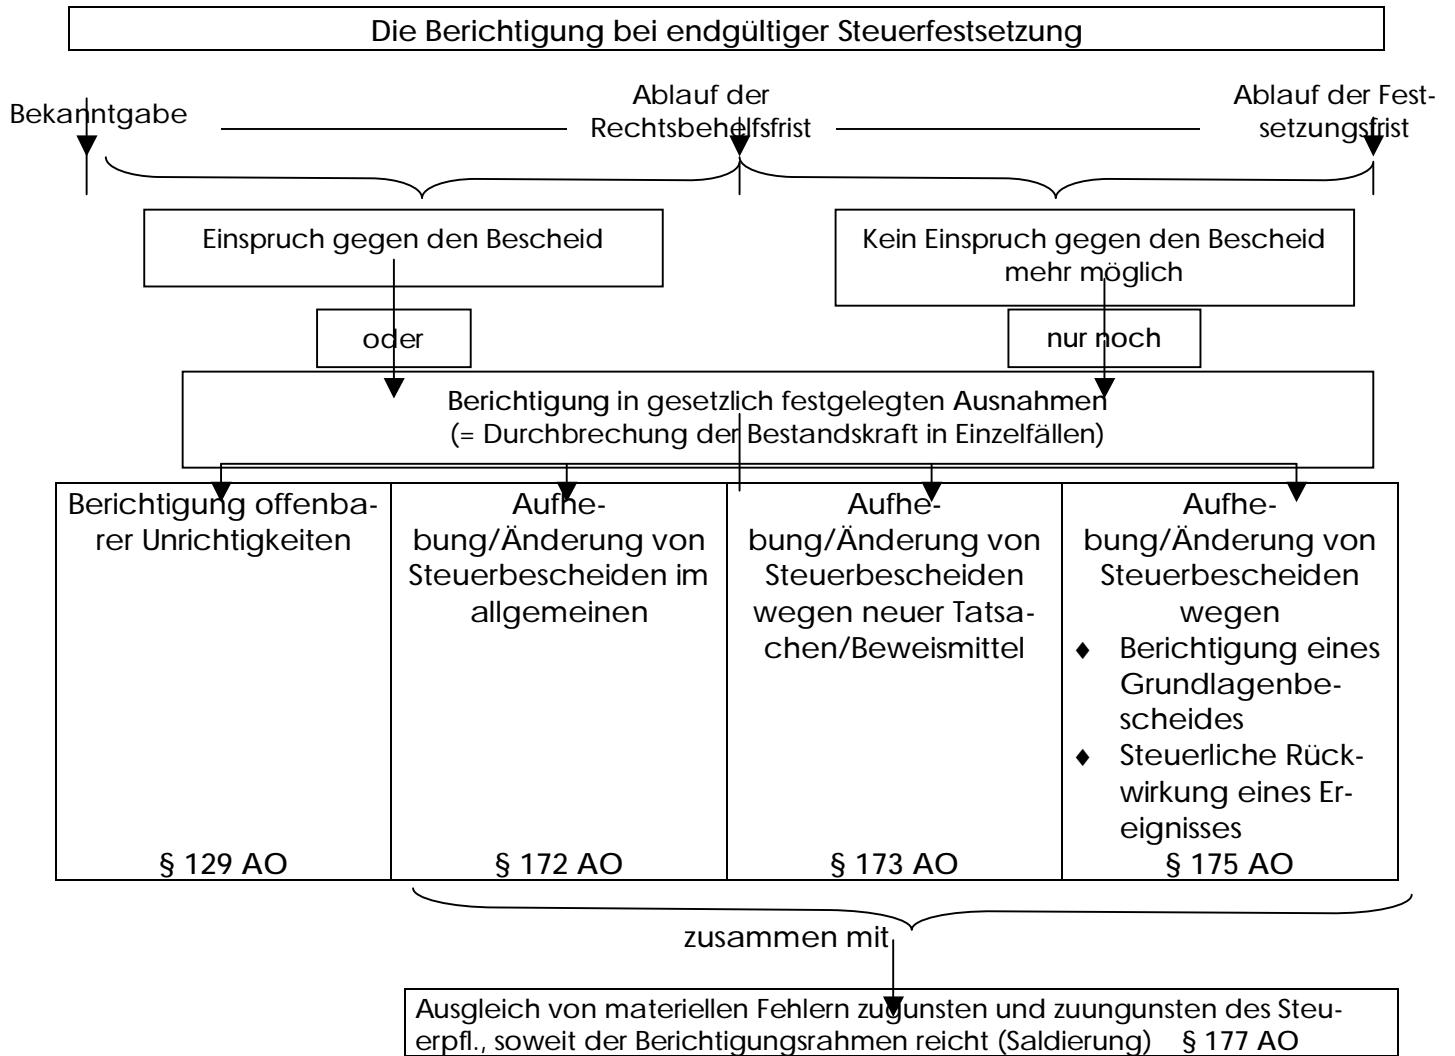 Die Berichtigung bei endgültiger Steuerfestsetzung
Bekanntgabe
Ablauf der
Rechtsbehelfsfrist
Ablauf der Fest-
setzungsfrist
Einspruch gegen den Bescheid
Kein Einspruch gegen den Bescheid
mehr möglich
oder
nur noch
Berichtigung in gesetzlich festgelegten Ausnahmen
(= Durchbrechung der Bestandskraft in Einzelfällen)
Berichtigung offenba-
rer Unrichtigkeiten
§ 129 AO
Aufhe-
bung/Änderung von
Steuerbescheiden im
allgemeinen
§ 172 AO
Aufhe-
bung/Änderung von
Steuerbescheiden
wegen neuer Tatsa-
chen/Beweismittel
§ 173 AO
Aufhe-
bung/Änderung von
Steuerbescheiden
wegen
♦ Berichtigung eines
Grundlagenbe-
scheides
♦ Steuerliche Rück-
wirkung eines Er-
eignisses
§ 175 AO
zusammen mit
Ausgleich von materiellen Fehlern zugunsten und zuungunsten des Steu-
erpfl., soweit der Berichtigungsrahmen reicht (Saldierung) § 177 AO